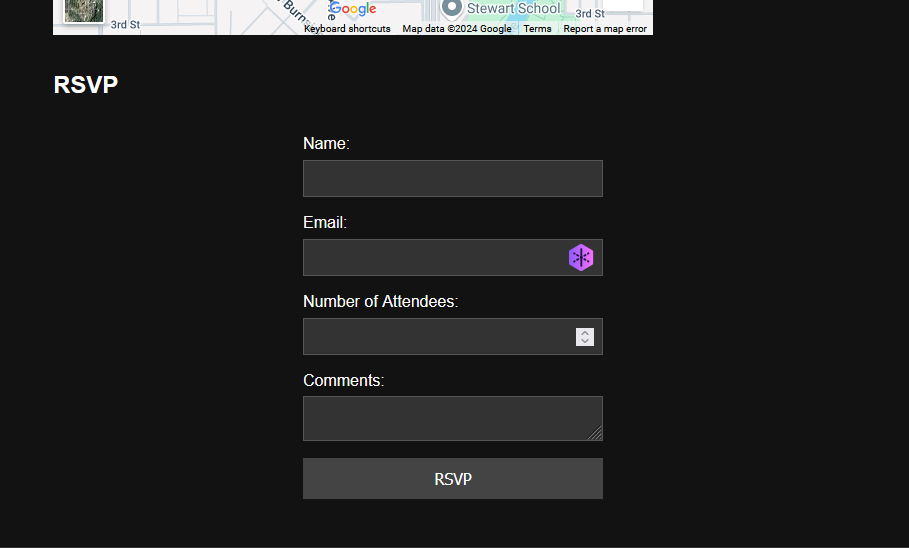 Stewart School
3rd St
Google
3rd St
Keyboard shortcuts Map data ©2024 Google Terms Report a map error
RSVP
Name:
Email:
Number of Attendees:
Comments:
RSVP